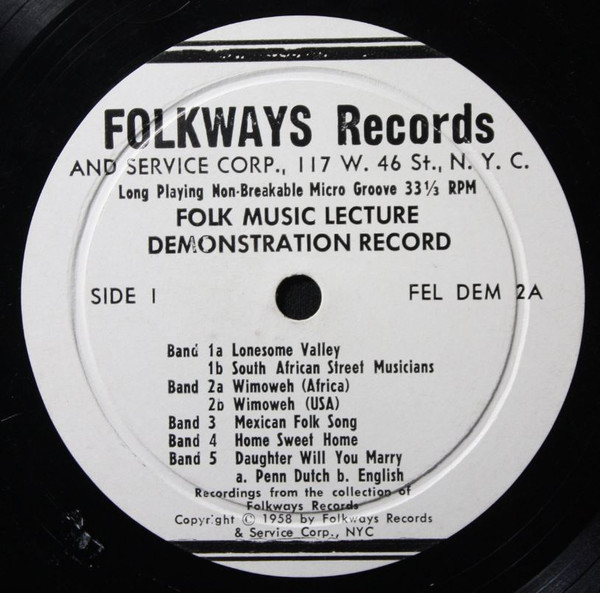 FOLKWAYS Records
AND SERVICE CORP., 117 W. 46 St., N. Y. C.
Long Playing Non-Breakable Micro Groove 33⅓ RPM
FOLK MUSIC LECTURE
DEMONSTRATION RECORD
SIDE I FEL DEM 2A
Band 1a Lonesome Valley
1b South African Street Musicians
Band 2a Wimoweh (Africa)
2b Wimoweh (USA)
Band 3 Mexican Folk Song
Band 4 Home Sweet Home
Band 5 Daughter Will You Marry
a. Penn Dutch b. English
Recordings from the collection of
Folkways Records
Copyright © 1958 by Folkways Records
& Service Corp., NYC